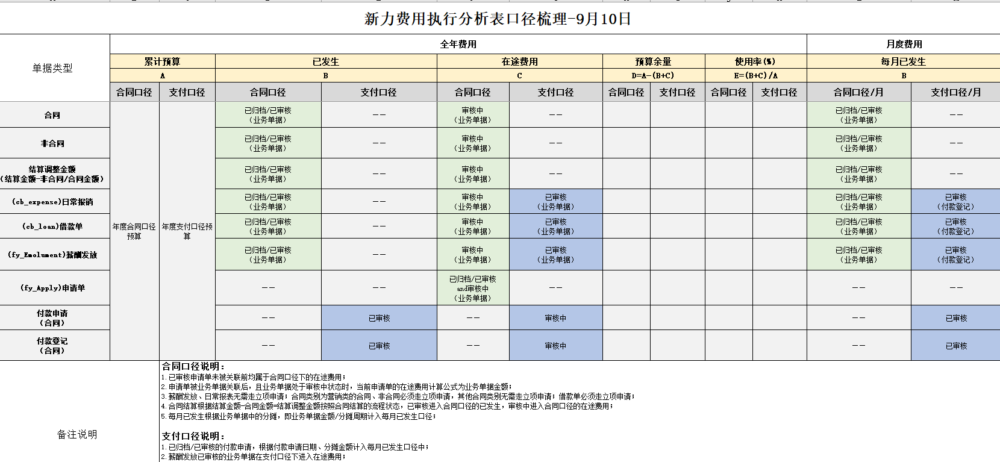 新力费用执行分析表口径梳理-9月10日
单据类型
全年费用
月度费用
累计预算
已发生
在途费用
预算余量
使用率(%)
每月已发生
A
B
C
D=A-(B+C)
E=(B+C)/A
B
合同口径
支付口径
合同口径
支付口径
合同口径
支付口径
合同口径
支付口径
合同口径
支付口径
合同口径/月
支付口径/月
年度合同口径
预算
年度支付口径预
算
合同
已归档/已审核
（业务单据）
——
审核中
（业务单据）
——
已归档/已审核
（业务单据）
——
非合同
已归档/已审核
（业务单据）
——
审核中
（业务单据）
——
已归档/已审核
（业务单据）
——
结算调整金额
（结算金额-非合同/合同金额）
已归档/已审核
（业务单据）
——
审核中
（业务单据）
——
已归档/已审核
（业务单据）
——
(cb_expense)日常报销
已归档/已审核
（业务单据）
——
审核中
（业务单据）
已审核
（业务单据）
已归档/已审核
（业务单据）
已审核
（付款登记）
(cb_loan)借款单
已归档/已审核
（业务单据）
——
审核中
（业务单据）
已审核
（业务单据）
已归档/已审核
（业务单据）
已审核
（付款登记）
(fy_Emolument)薪酬发放
已归档/已审核
（业务单据）
——
审核中
（业务单据）
已审核
（业务单据）
已归档/已审核
（业务单据）
已审核
（付款登记）
(fy_Apply)申请单
——
——
已归档/已审核
and审核中
（业务单据）
——
——
——
付款申请
（合同）
——
已审核
——
审核中
——
已审核
付款登记
（合同）
——
已审核
——
审核中
——
已审核
备注说明
合同口径说明：
1.已审核申请单未被关联前均属于合同口径下的在途费用；
2.申请单被业务单据关联后，且业务单据处于审核中状态时，当前申请单的在途费用计算公式为业务单据金额；
3.薪酬发放、日常报表无需走立项申请；合同类别为营销类的合同、非合同必须走立项申请，其他合同类别无需走立项申请；借款单必须走立项申请；
4.合同结算根据结算金额-合同金额=结算调整金额按照合同结算的流程状态，已审核进入合同口径的已发生，审核中进入合同口径的在途费用；
5.每月已发生根据业务单据中的分摊，即业务单据金额/分摊周期计入每月已发生口径；
支付口径说明：
1.已归档/已审核的付款申请，根据付款申请日期、分摊金额计入每月已发生口径中；
2.薪酬发放已审核的业务单据在支付口径下进入在途费用；